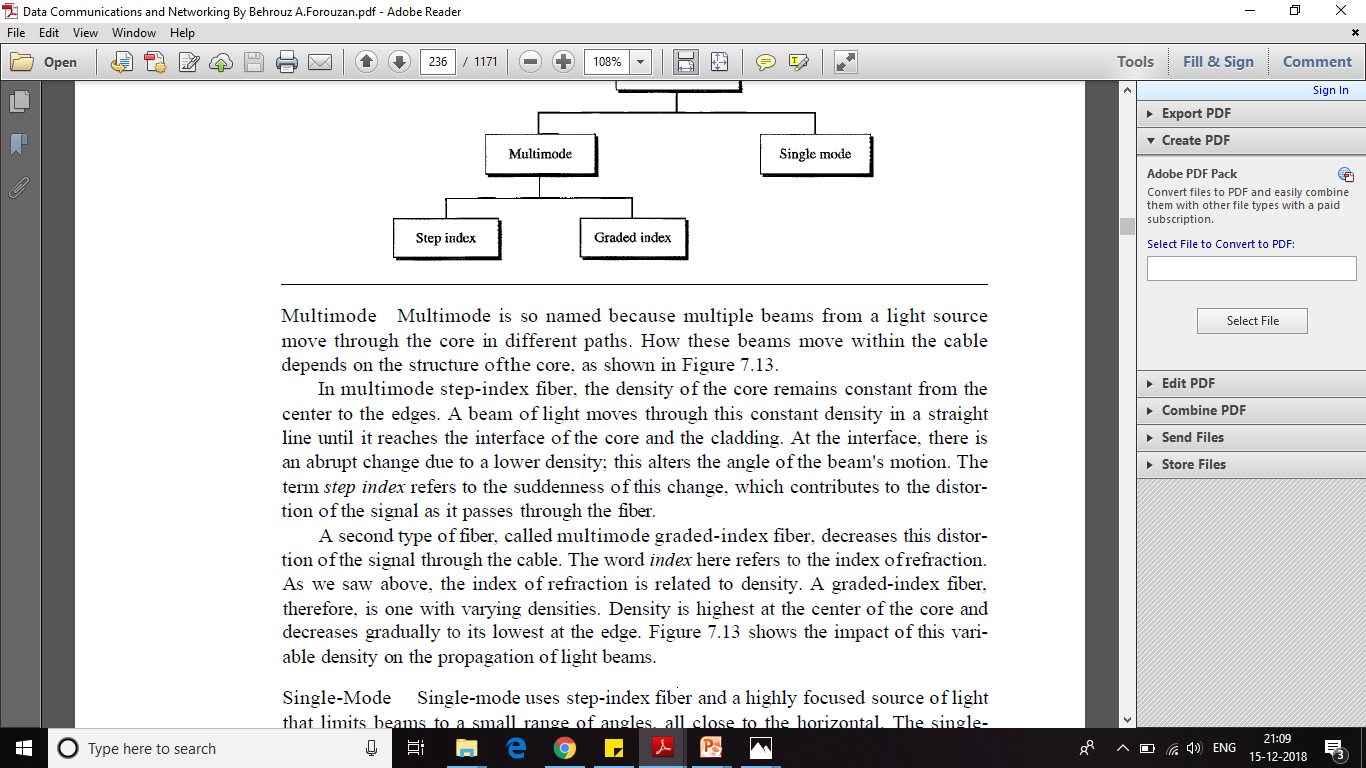 Data Communications and Networking By Behrouz A.Forouzan.pdf - Adobe Reader
File Edit View Window Help
Open 236 / 1171 108% Tools Fill & Sign Comment
Sign In
Export PDF
Create PDF
Adobe PDF Pack
Convert files to PDF and easily combine
them with other file types with a paid
subscription.
Select File to Convert to PDF:
Select File
Edit PDF
Combine PDF
Send Files
Store Files
Multimode Single mode
Step index Graded index
Multimode Multimode is so named because multiple beams from a light source
move through the core in different paths. How these beams move within the cable
depends on the structure ofthe core, as shown in Figure 7.13.
In multimode step-index fiber, the density of the core remains constant from the
center to the edges. A beam of light moves through this constant density in a straight
line until it reaches the interface of the core and the cladding. At the interface, there is
an abrupt change due to a lower density; this alters the angle of the beam's motion. The
term step index refers to the suddenness of this change, which contributes to the distor-
tion of the signal as it passes through the fiber.
A second type of fiber, called multimode graded-index fiber, decreases this distor-
tion of the signal through the cable. The word index here refers to the index of refraction.
As we saw above, the index of refraction is related to density. A graded-index fiber,
therefore, is one with varying densities. Density is highest at the center of the core and
decreases gradually to its lowest at the edge. Figure 7.13 shows the impact of this vari-
able density on the propagation of light beams.
Single-Mode Single-mode uses step-index fiber and a highly focused source of light
that limits beams to a small range of angles, all close to the horizontal. The single-
Type here to search
ENG
21:09
15-12-2018
3